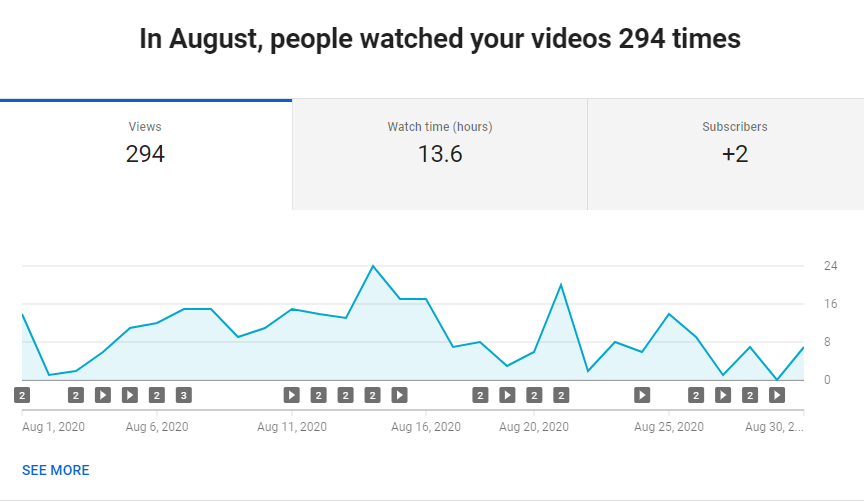 In August, people watched your videos 294 times
Views
294
Watch time (hours)
13.6
Subscribers
+2
24
16
8
0
2 2 2 3 2 2 2 2 2 2 2 2
Aug 1, 2020 Aug 6, 2020 Aug 11, 2020 Aug 16, 2020 Aug 20, 2020 Aug 25, 2020 Aug 30, 2...
SEE MORE